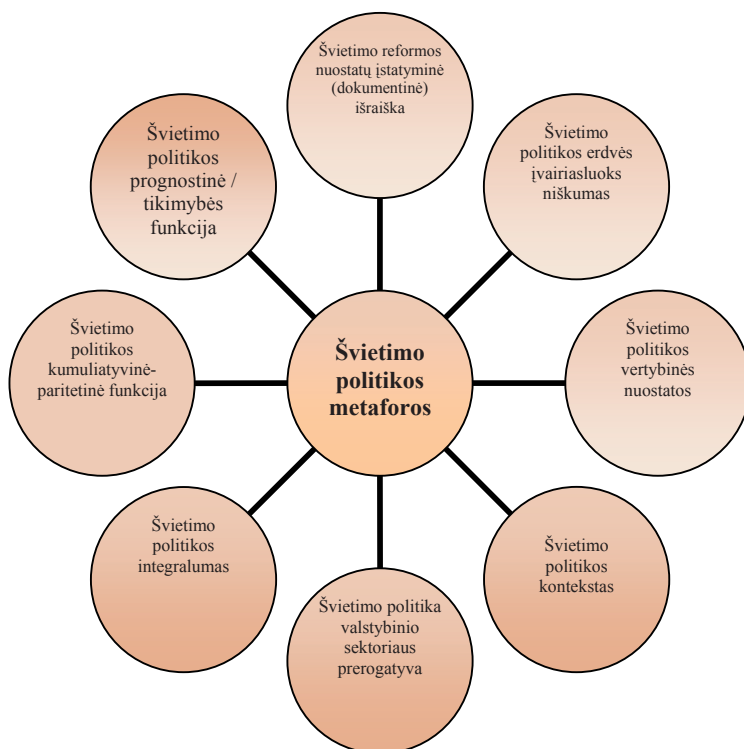 Švietimo reformos
nuostatų įstatyminė
(dokumentinė)
išraiška
Švietimo
politikos erdvės
įvairiasluoks
niškumas
Švietimo
politikos
vertybinės
nuostatos
Švietimo
politikos
kontekstas
Švietimo politika
valstybinio
sektoriaus
prerogatyva
Švietimo
politikos
integralumas
Švietimo
politikos
kumuliatyvinė-
paritetinė funkcija
Švietimo
politikos
prognostinė /
tikimybės
funkcija
Švietimo
politikos
metaforos